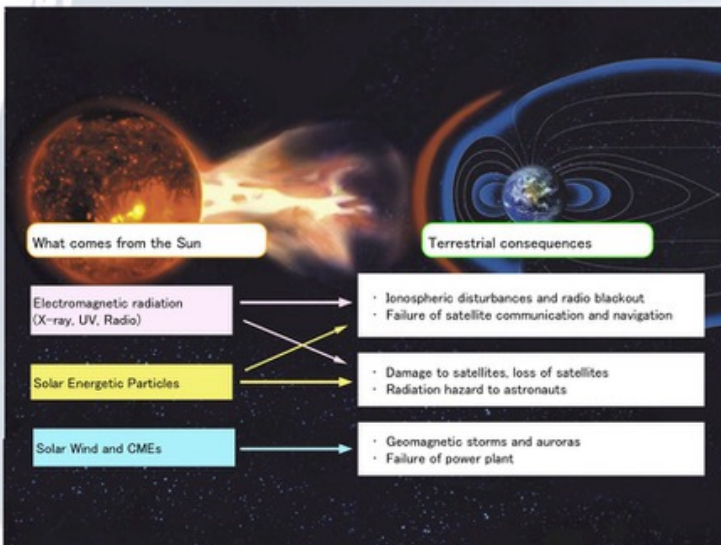 What comes from the Sun
Terrestrial consequences
Electromagnetic radiation
(X-ray, UV, Radio)
・ Ionospheric disturbances and radio blackout
・ Failure of satellite communication and navigation
Solar Energetic Particles
・ Damage to satellites, loss of satellites
・ Radiation hazard to astronauts
Solar Wind and CMEs
・ Geomagnetic storms and auroras
・ Failure of power plant